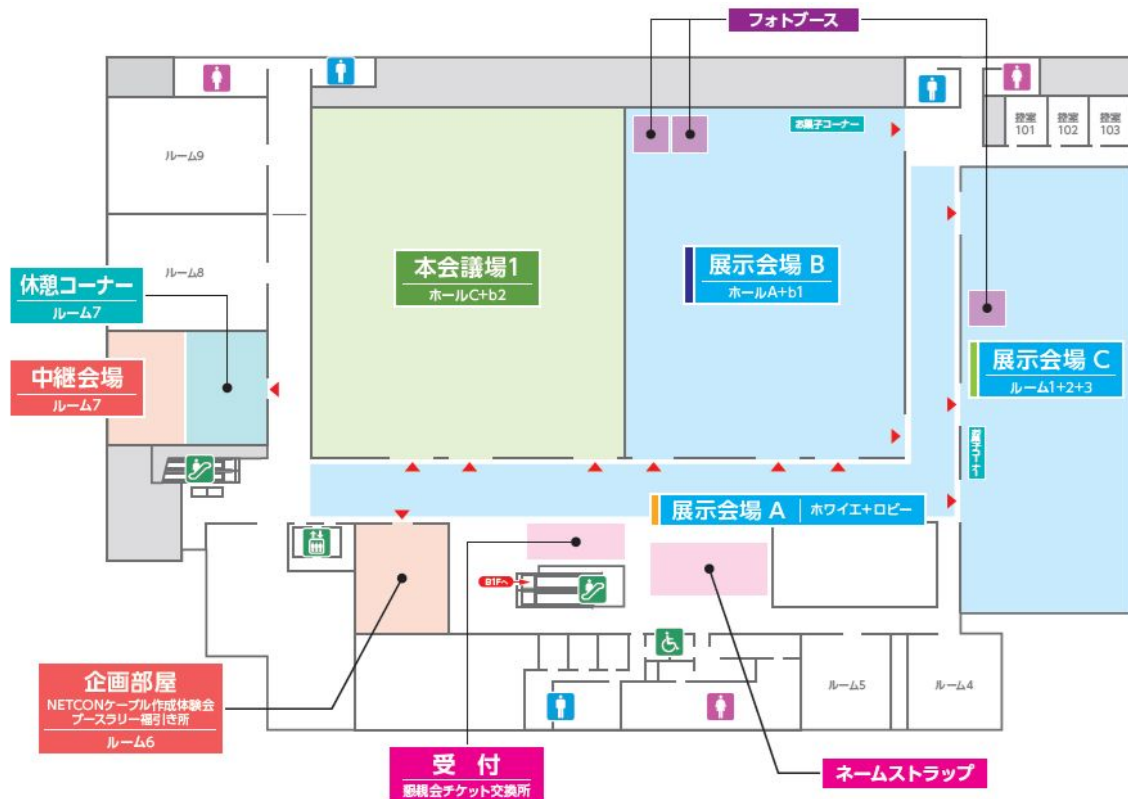 フォトブース
お菓子コーナー
控室
101
控室
102
控室
103
ルーム9
ルーム8
本会議場1
ホールC+b2
展示会場 B
ホールA+b1
休憩コーナー
ルーム7
中継会場
ルーム7
展示会場 C
ルーム1+2+3
お菓子コーナー
展示会場 A
ホワイエ+ロビー
B1Fへ
企画部屋
NETCONケーブル作成体験会
ブースラリー福引き所
ルーム6
ルーム5
ルーム4
受 付
懇親会チケット交換所
ネームストラップ